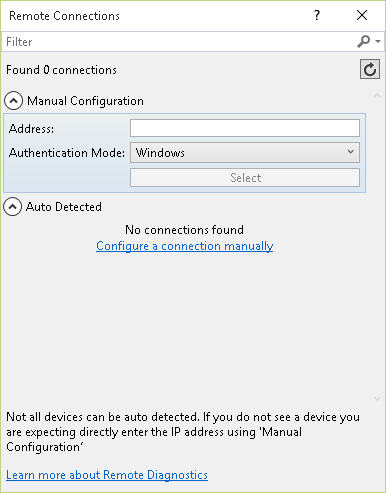 Remote Connections
Filter
Found 0 connections
Manual Configuration
Address:
Authentication Mode: Windows
Select
Auto Detected
No connections found
Configure a connection manually
Not all devices can be auto detected. If you do not see a device you
are expecting directly enter the IP address using 'Manual
Configuration'
Learn more about Remote Diagnostics